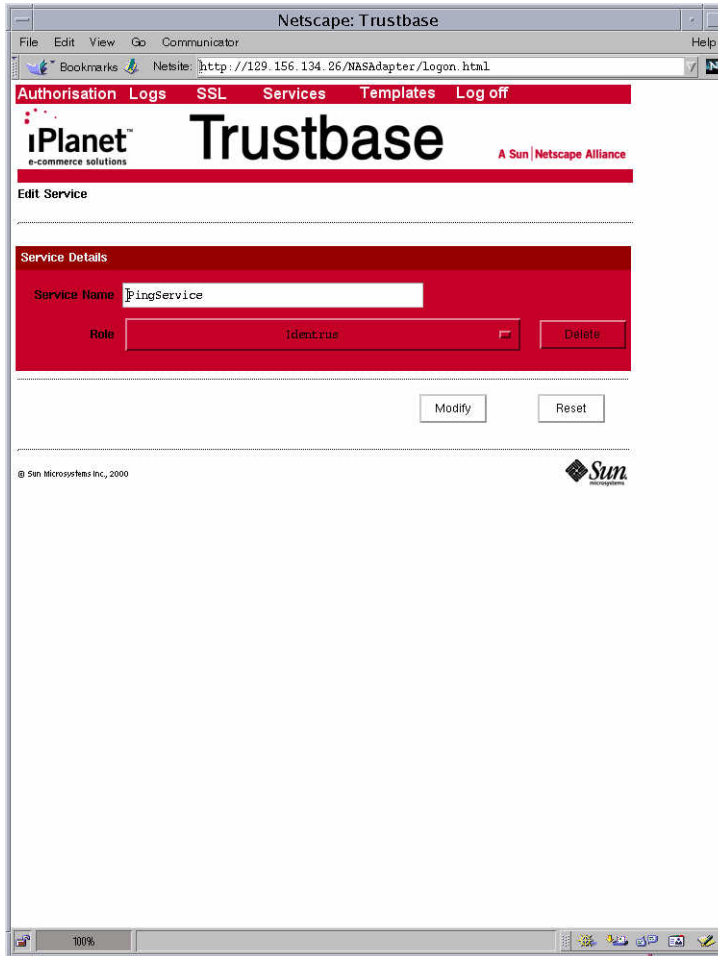 Netscape: Trustbase
File Edit View Go Communicator Help
Bookmarks Netsite: http://129.156.134.26/NASAdapter/logon.html N
Authorisation Logs SSL Services Templates Log off
iPlanet™
e-commerce solutions
Trustbase
A Sun | Netscape Alliance
Edit Service
Service Details
Service Name PingService
Role Identrus Delete
Modify Reset
© Sun Microsystems Inc., 2000
Sun
microsystems
100%